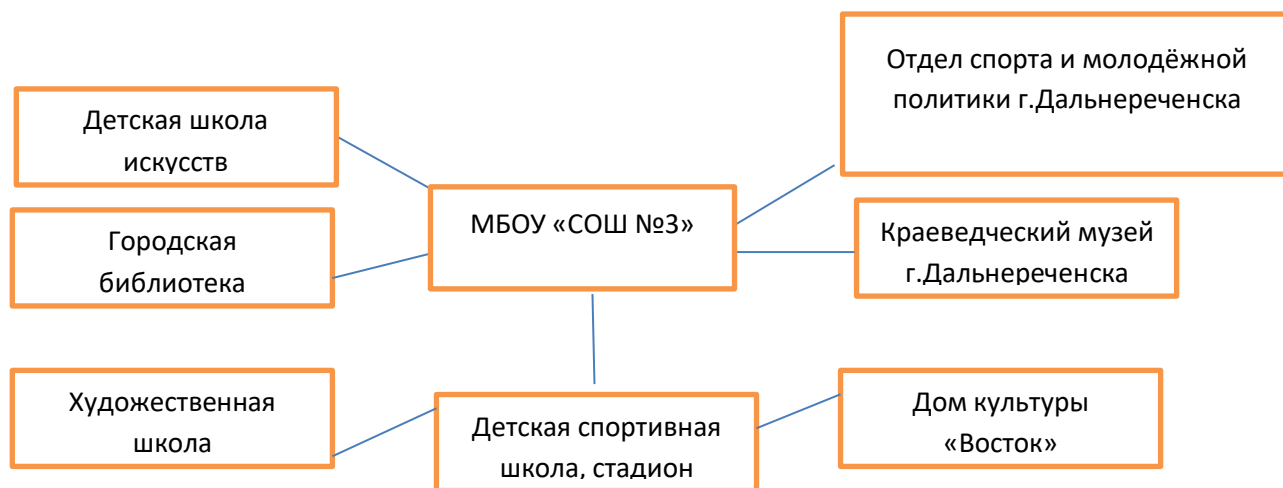 Отдел спорта и молодёжной
политики г.Дальнереченска
Детская школа
искусств
МБОУ «СОШ №3»
Городская
библиотека
Краеведческий музей
г.Дальнереченска
Художественная
школа
Детская спортивная
школа, стадион
Дом культуры
«Восток»